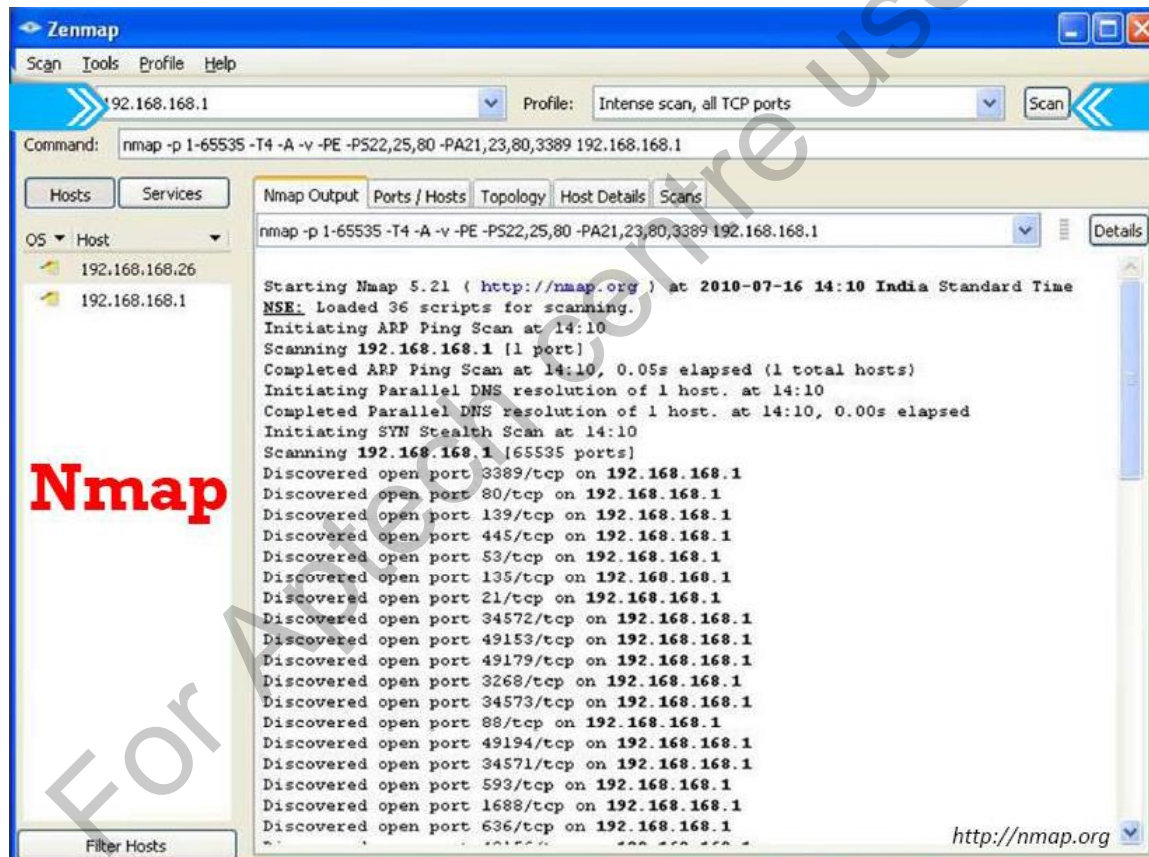 Zenmap
Scan Tools Profile Help
92.168.168.1 Profile: Intense scan, all TCP ports Scan
Command: nmap -p 1-65535 -T4 -A -v -PE -PS22,25,80 -PA21,23,80,3389 192.168.168.1
Hosts Services
Nmap Output Ports / Hosts Topology Host Details Scans
OS Host
nmap -p 1-65535 -T4 -A -v -PE -PS22,25,80 -PA21,23,80,3389 192.168.168.1 Details
192.168.168.26
192.168.168.1
Starting Nmap 5.21 ( http://nmap.org ) at 2010-07-16 14:10 India Standard Time
NSE: Loaded 36 scripts for scanning.
Initiating ARP Ping Scan at 14:10
Scanning 192.168.168.1 [1 port]
Completed ARP Ping Scan at 14:10, 0.05s elapsed (1 total hosts)
Initiating Parallel DNS resolution of 1 host. at 14:10
Completed Parallel DNS resolution of 1 host. at 14:10, 0.00s elapsed
Initiating SYN Stealth Scan at 14:10
Scanning 192.168.168.1 [65535 ports]
Discovered open port 3389/tcp on 192.168.168.1
Discovered open port 80/tcp on 192.168.168.1
Discovered open port 139/tcp on 192.168.168.1
Discovered open port 445/tcp on 192.168.168.1
Discovered open port 53/tcp on 192.168.168.1
Discovered open port 135/tcp on 192.168.168.1
Discovered open port 21/tcp on 192.168.168.1
Discovered open port 34572/tcp on 192.168.168.1
Discovered open port 49153/tcp on 192.168.168.1
Discovered open port 49179/tcp on 192.168.168.1
Discovered open port 3268/tcp on 192.168.168.1
Discovered open port 34573/tcp on 192.168.168.1
Discovered open port 88/tcp on 192.168.168.1
Discovered open port 49194/tcp on 192.168.168.1
Discovered open port 34571/tcp on 192.168.168.1
Discovered open port 593/tcp on 192.168.168.1
Discovered open port 1688/tcp on 192.168.168.1
Discovered open port 636/tcp on 192.168.168.1
Nmap
Filter Hosts
http://nmap.org
For Aptech centre use